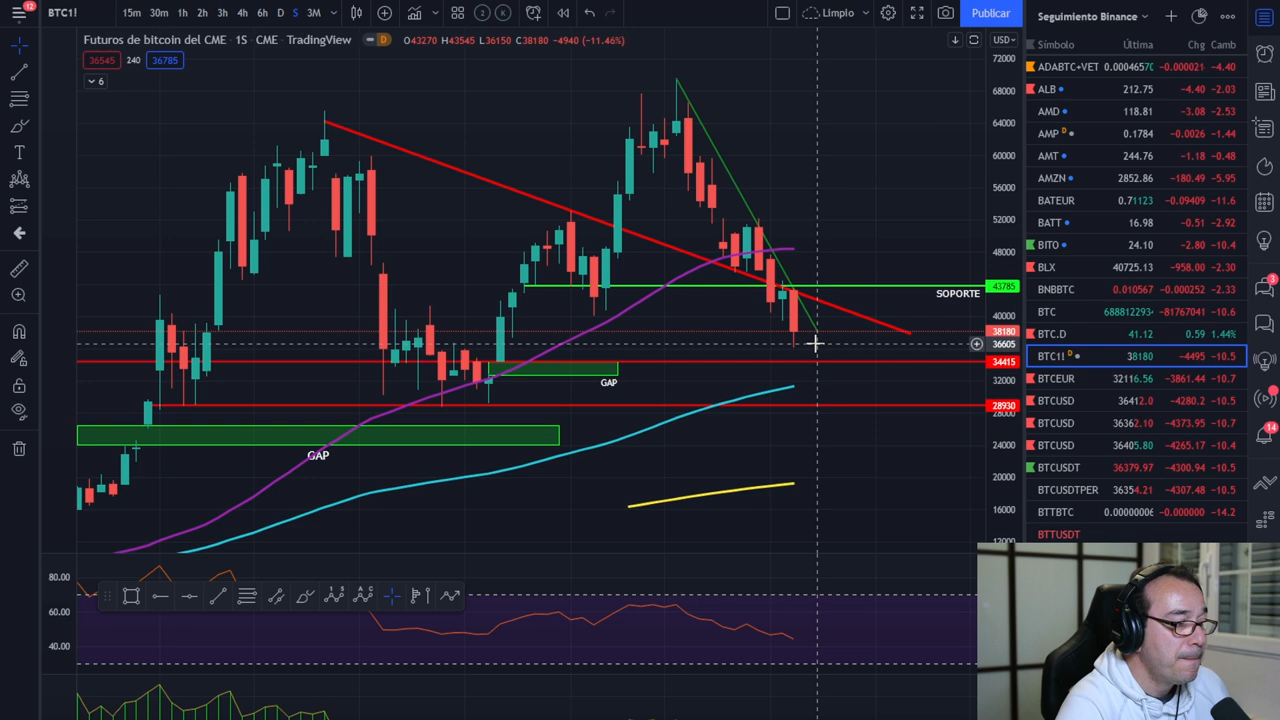 12
BTC1! 15m 30m 1h 2h 3h 4h 6h D S 3M 2 K Limplo Publicar
Futuros de bitcoin del CME · 1S · CME · TradingView D O43270 H43545 L36150 C38180 -4940 (-11.46%) USD
36545 240 36785
6
72000
68000
64000
60000
56000
52000
48000
43785
SOPORTE
40000
38180
36605
34415
GAP
32000
28930
GAP
24000
20000
16000
12000
80.00
60.00
40.00
Seguimiento Binance
Símbolo Última Chg Camb
ADABTC+VET 0.0004657( -0.000021 -4.40
ALB 212.75 -4.40 -2.03
AMD 118.81 -3.08 -2.53
AMP D 0.1784 -0.0026 -1.44
AMT 244.76 -1.18 -0.48
AMZN 2852.86 -180.49 -5.95
BATEUR 0.71123 -0.09409 -11.6
BATT 16.98 -0.51 -2.92
BITO 24.10 -2.80 -10.4
BLX 40725.13 -958.00 -2.30
BNBBTC 0.010567 -0.000252 -2.33
BTC 688812293 -81767041 -10.6
BTC.D 41.12 0.59 1.44%
BTC1! D 38180 -4495 -10.5
BTCEUR 32116.56 -3861.44 -10.7
BTCUSD 36412.0 -4280.2 -10.5
BTCUSD 36362.10 -4373.95 -10.7
BTCUSD 36405.80 -4265.17 -10.4
BTCUSDT 36379.97 -4300.94 -10.5
BTCUSDTPER 36354.21 -4307.48 -10.5
BTTBTC 0.0000000 -0.000000 -14.2
BTTUSDT
3
14